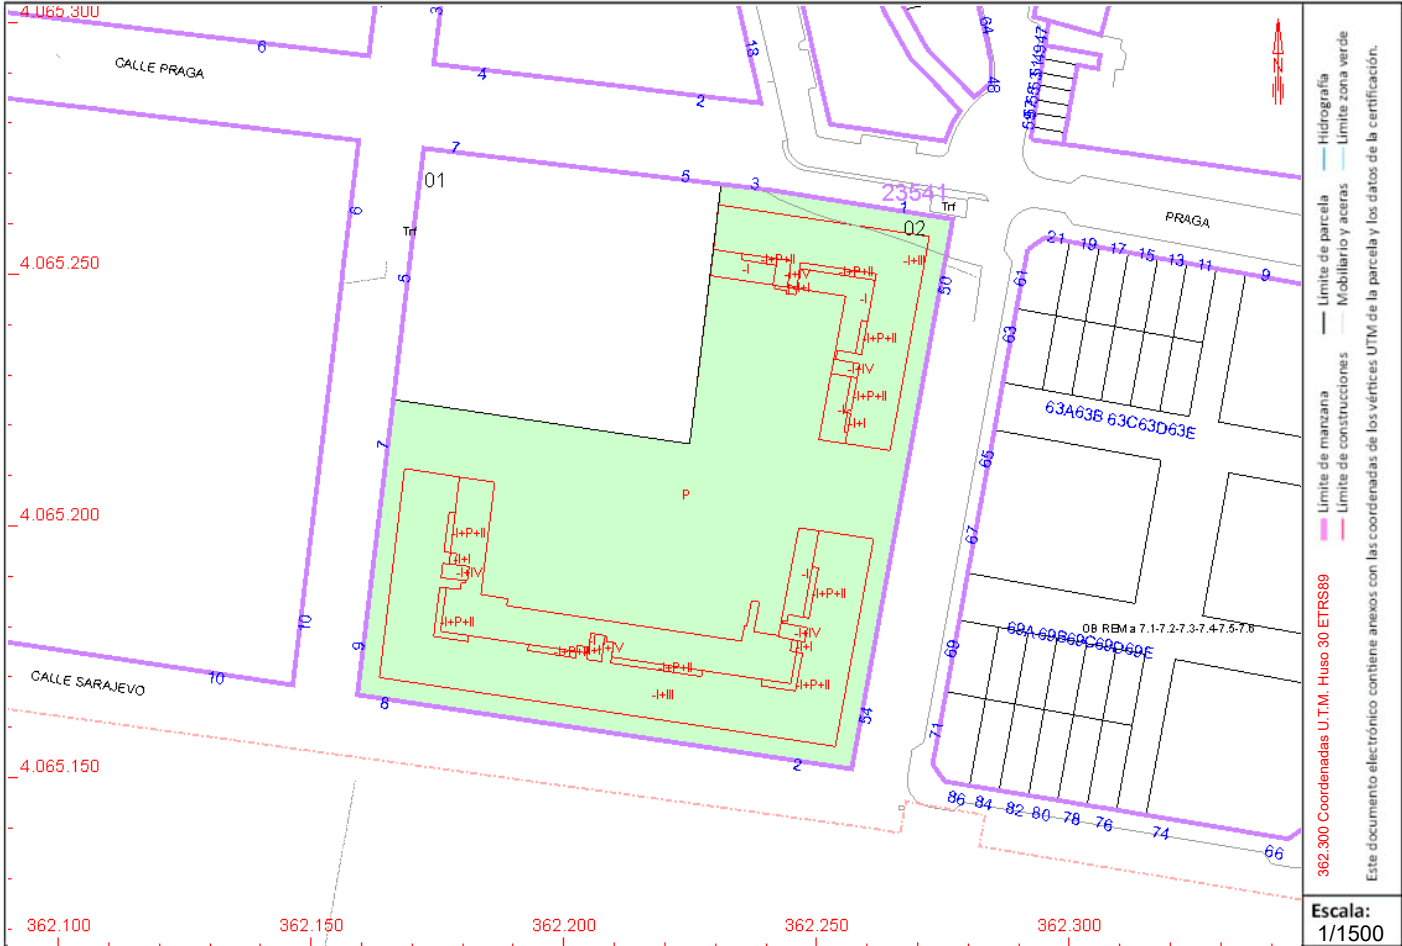 4.065.300
6
3
18
64
48
47
49
51
CALLE PRAGA
4
2
7
5
3
1
23541
Trf
01
02
PRAGA
6
Trf
5
50
21
19
17
15
13
11
9
4.065.250
-I+P+II
-I+IV
-I+I
-I+P+II
-I+III
-I
-I
61
63
-I+P+II
-I+IV
-I+P+II
-I
-I+I
63A63B 63C63D63E
7
65
P
4.065.200
67
-I+P+II
-I+I
-I+IV
-I
-I+P+II
10
-I+P+II
-I+IV
-I+I
OB REM a 7.1-7.2-7.3-7.4-7.5-7.6
69A 69B69C69D69E
69
9
-I+P+II
-I+P+II
-I+P+II
-I+III
CALLE SARAJEVO
10
8
54
71
2
4.065.150
86
84
82
80
78
76
74
66
362.100
362.150
362.200
362.250
362.300
N
Hidrografía
Límite zona verde
Límite de parcela
Mobiliario y aceras
Límite de manzana
Límite de construcciones
362.300 Coordenadas U.T.M. Huso 30 ETRS89
Este documento electrónico contiene anexos con las coordenadas de los vértices UTM de la parcela y los datos de la certificación.
Escala:
1/1500